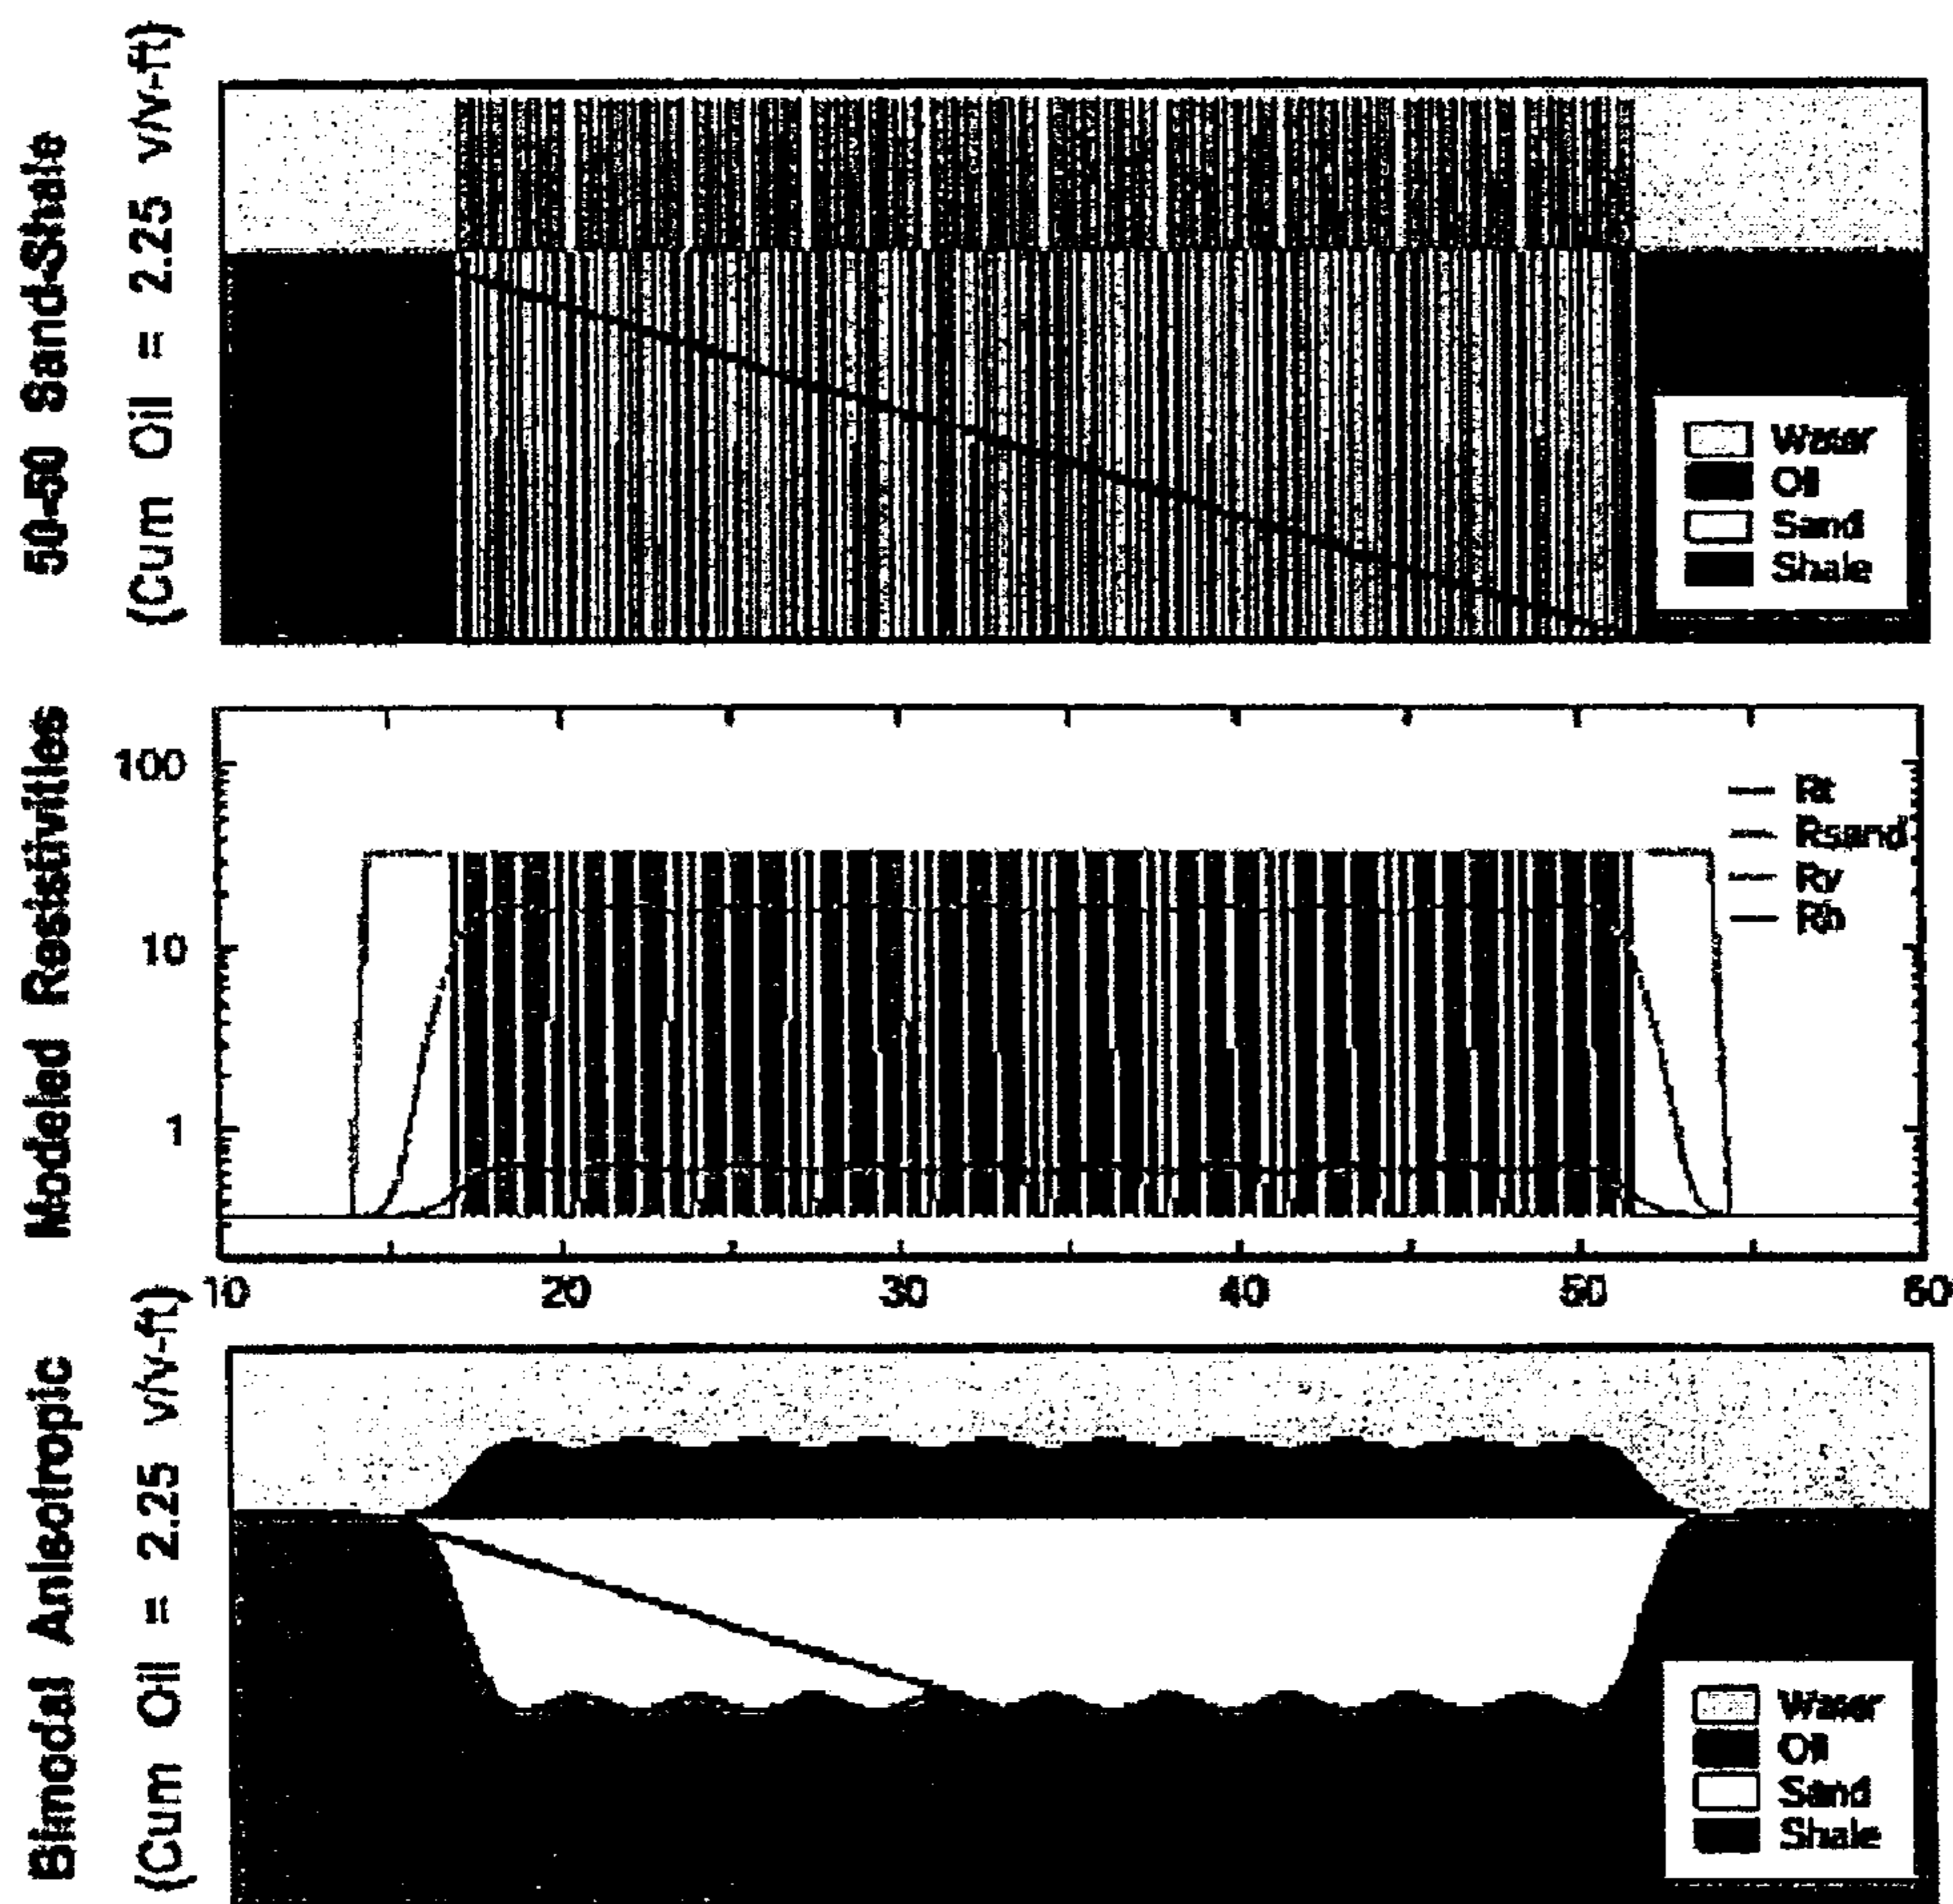 50-50 Sand-Shale
(Cum Oil = 2.25 v/v-ft)
Water
Oil
Sand
Shale
Modeled Resistivities
100
10
1
Rt
Rsand
Rv
Rh
10
20
30
40
50
60
Bimodal Anisotropic
(Cum Oil = 2.25 v/v-ft)
Water
Oil
Sand
Shale